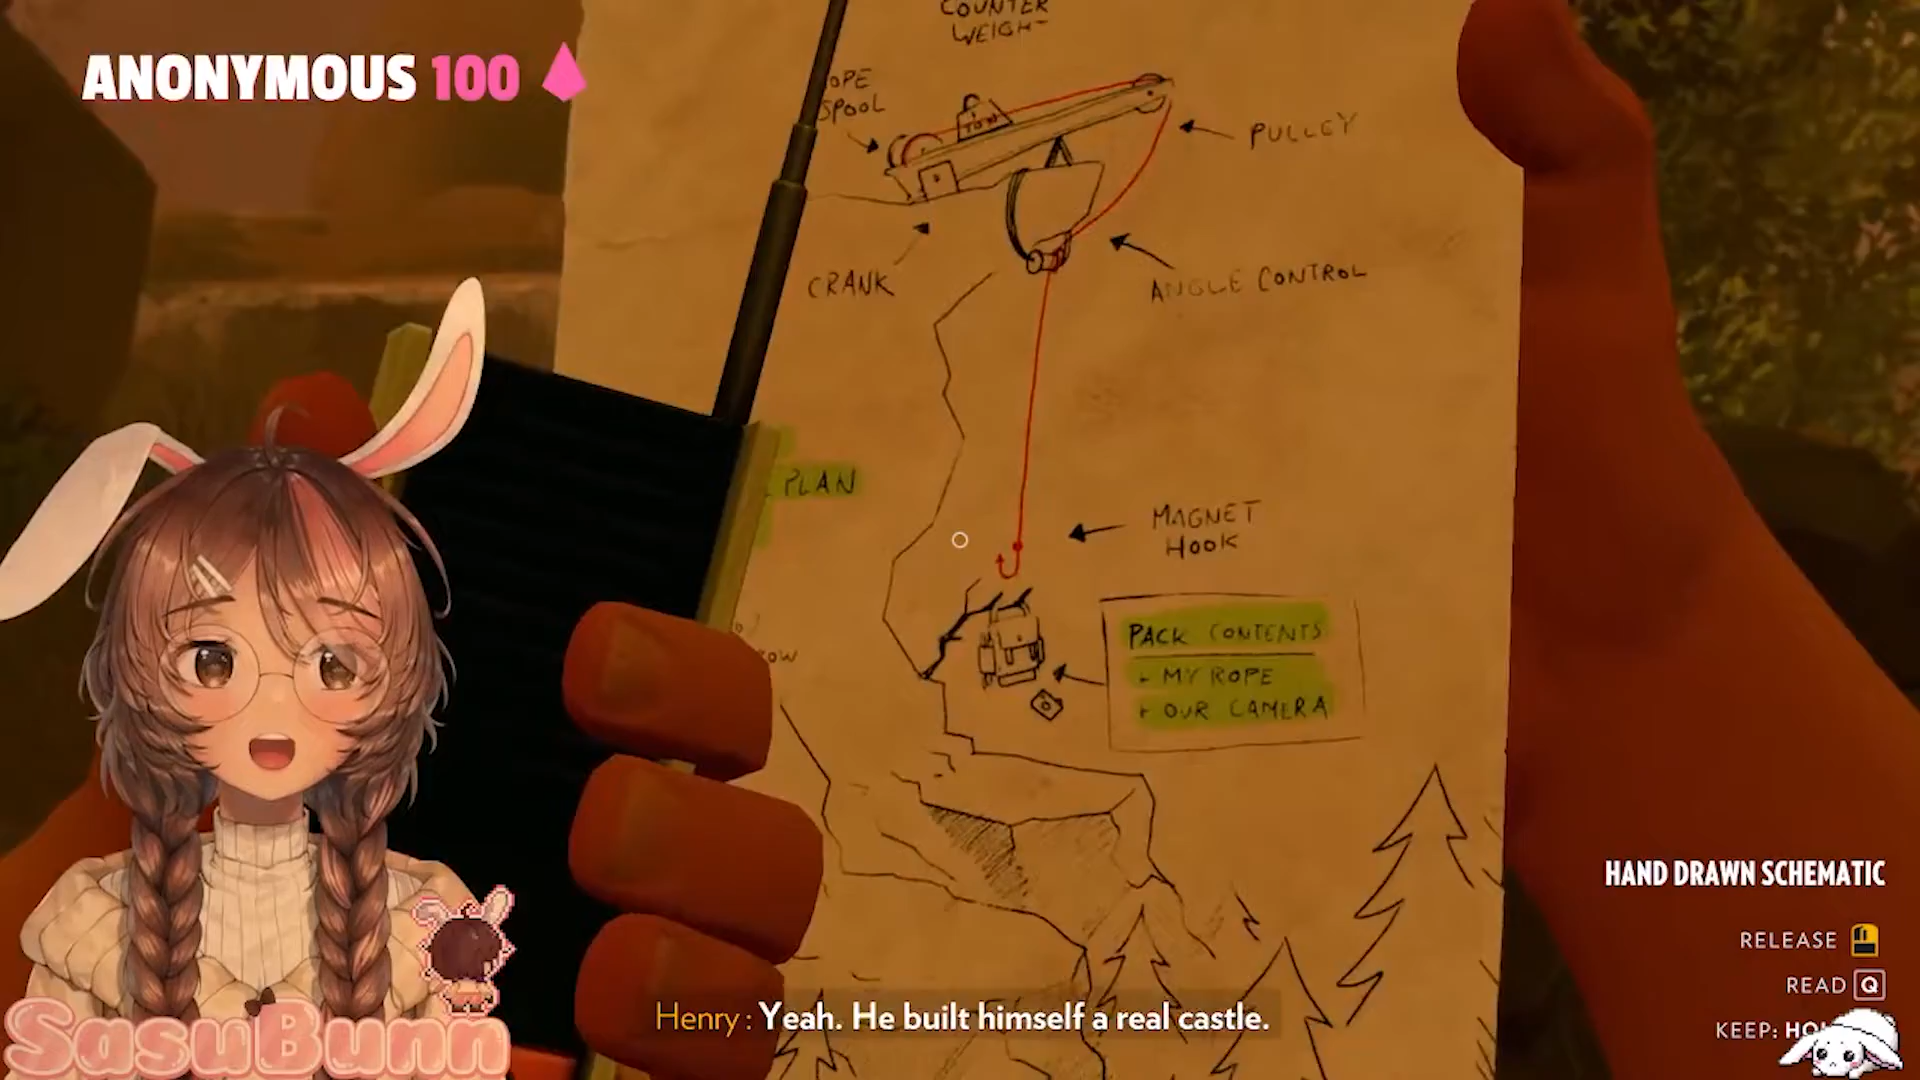 COUNTER
WEIGHT
ANONYMOUS 100
SPOOL
TON
PULLEY
CRANK
ANGLE CONTROL
PLAN
MAGNET
HOOK
PACK CONTENTS
- MY ROPE
+ OUR CAMERA
HAND DRAWN SCHEMATIC
RELEASE
READ Q
KEEP:
Henry: Yeah. He built himself a real castle.
SasuBunn